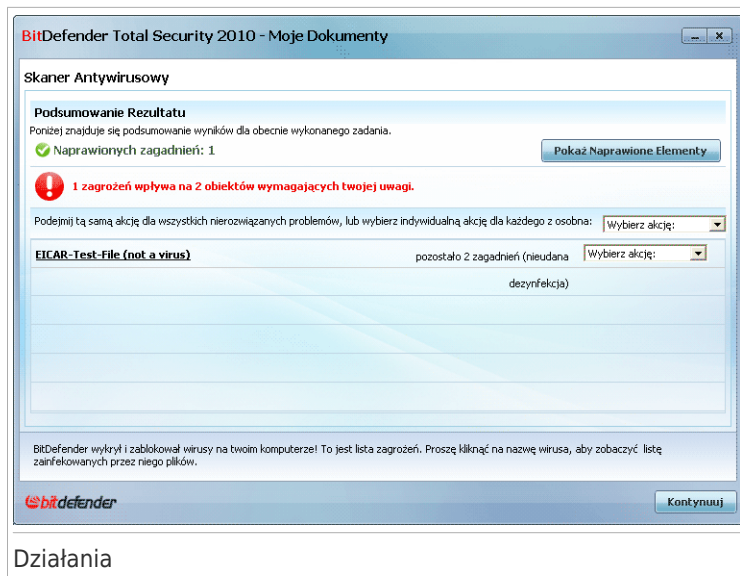 BitDefender Total Security 2010 - Moje Dokumenty
Skaner Antywirusowy
Podsumowanie Rezultatu
Poniżej znajduje się podsumowanie wyników dla obecnie wykonanego zadania.
Naprawionych zagadnień: 1
Pokaż Naprawione Elementy
1 zagrożeń wpływa na 2 obiektów wymagających twojej uwagi.
Podejmij tą samą akcję dla wszystkich nierozwiązanych problemów, lub wybierz indywidualną akcję dla każdego z osobna:
Wybierz akcję:
EICAR-Test-File (not a virus)
pozostało 2 zagadnień (nieudana
dezynfekcja)
Wybierz akcję:
BitDefender wykrył i zablokował wirusy na twoim komputerze! To jest lista zagrożeń. Proszę kliknąć na nazwę wirusa, aby zobaczyć listę
zainfekowanych przez niego plików.
bitdefender
Kontynuuj
Działania